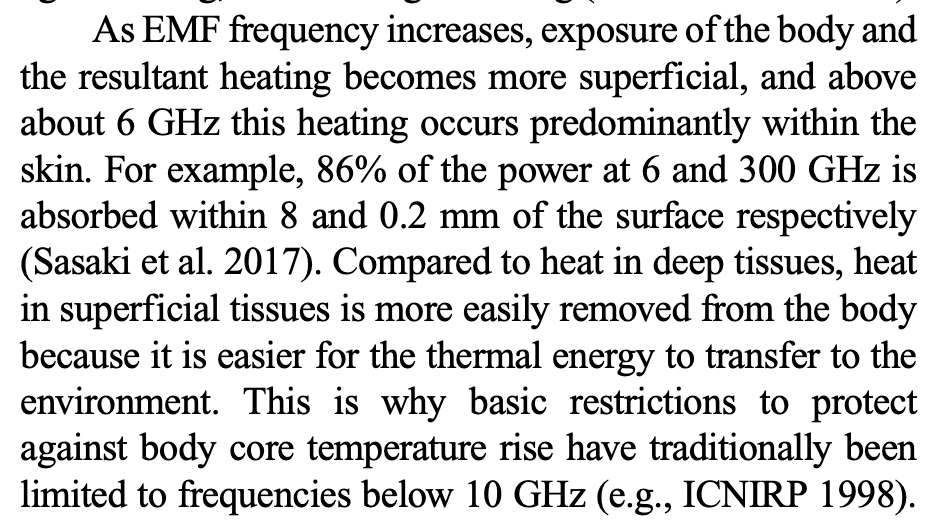 As EMF frequency increases, exposure of the body and
the resultant heating becomes more superficial, and above
about 6 GHz this heating occurs predominantly within the
skin. For example, 86% of the power at 6 and 300 GHz is
absorbed within 8 and 0.2 mm of the surface respectively
(Sasaki et al. 2017). Compared to heat in deep tissues, heat
in superficial tissues is more easily removed from the body
because it is easier for the thermal energy to transfer to the
environment. This is why basic restrictions to protect
against body core temperature rise have traditionally been
limited to frequencies below 10 GHz (e.g., ICNIRP 1998).